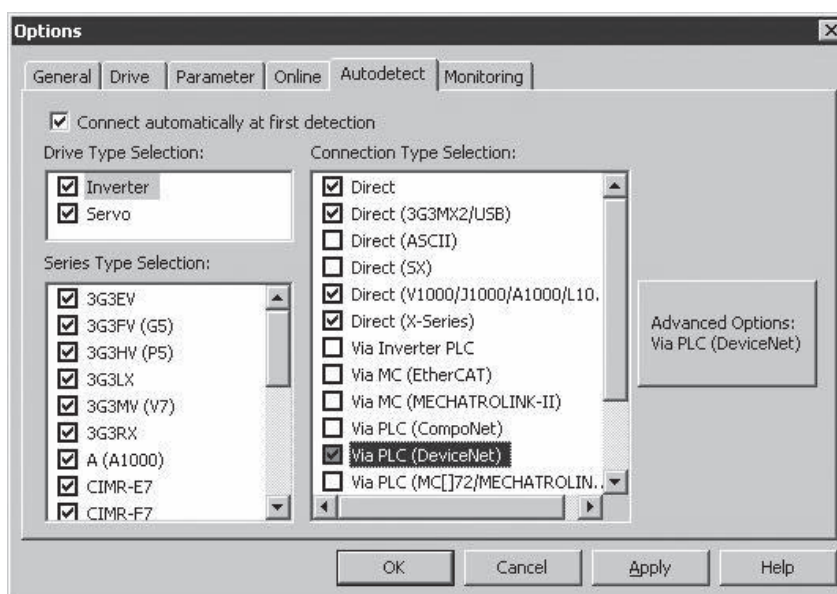 Options
General
Drive
Parameter
Online
Autodetect
Monitoring
Connect automatically at first detection
Drive Type Selection:
Inverter
Servo
Series Type Selection:
3G3EV
3G3FV (G5)
3G3HV (P5)
3G3LX
3G3MV (V7)
3G3RX
A (A1000)
CIMR-E7
CIMR-F7
Connection Type Selection:
Direct
Direct (3G3MX2/USB)
Direct (ASCII)
Direct (SX)
Direct (V1000/J1000/A1000/L10.
Direct (X-Series)
Via Inverter PLC
Via MC (EtherCAT)
Via MC (MECHATROLINK-II)
Via PLC (CompoNet)
Via PLC (DeviceNet)
Via PLC (MC[]72/MECHATROLIN..
Advanced Options:
Via PLC (DeviceNet)
OK
Cancel
Apply
Help